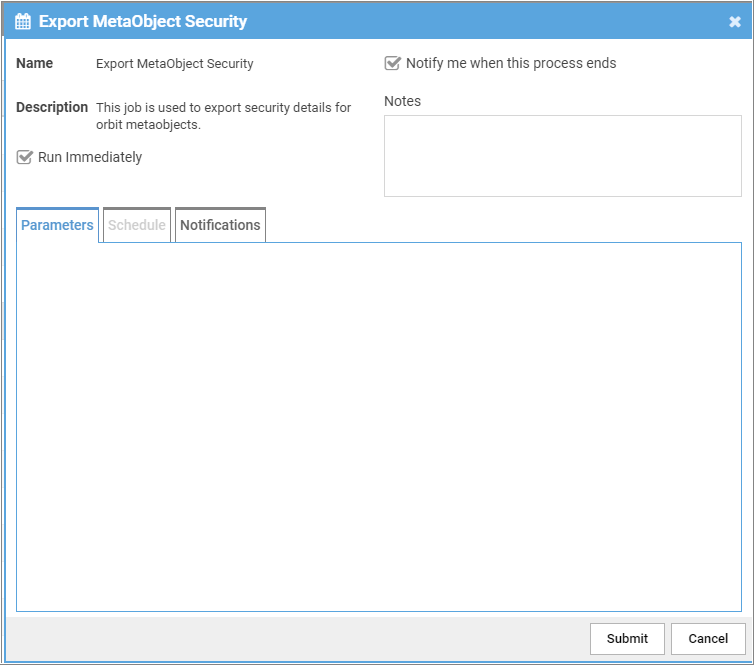 Export MetaObject Security
Name Export MetaObject Security
Notify me when this process ends
Description This job is used to export security details for
orbit metaobjects.
Notes
Run Immediately
Parameters Schedule Notifications
Submit Cancel